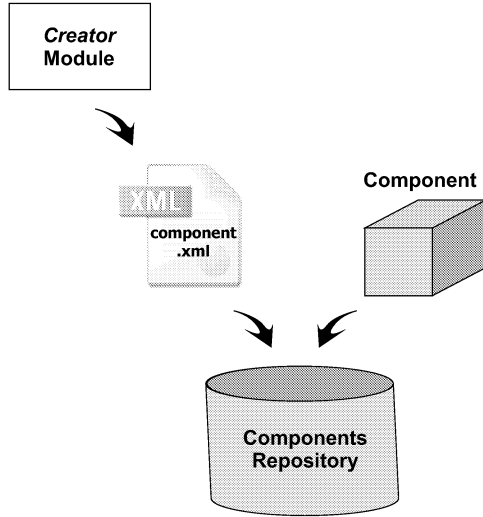 Creator
Module
XML
component
.xml
Component
Components
Repository